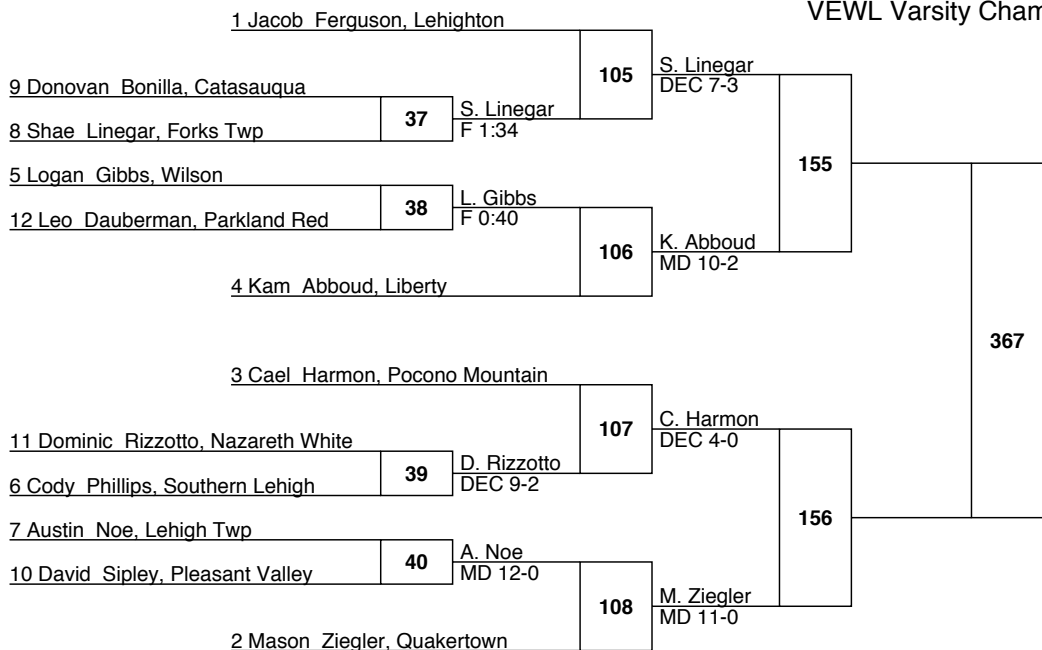 VEWL Varsity Cham
1 Jacob Ferguson, Lehighton
105
S. Linegar
DEC 7-3
9 Donovan Bonilla, Catasauqua
37
S. Linegar
F 1:34
8 Shae Linegar, Forks Twp
155
5 Logan Gibbs, Wilson
38
L. Gibbs
F 0:40
12 Leo Dauberman, Parkland Red
106
K. Abboud
MD 10-2
4 Kam Abboud, Liberty
367
3 Cael Harmon, Pocono Mountain
107
C. Harmon
DEC 4-0
11 Dominic Rizzotto, Nazareth White
39
D. Rizzotto
DEC 9-2
6 Cody Phillips, Southern Lehigh
156
7 Austin Noe, Lehigh Twp
40
A. Noe
MD 12-0
10 David Sipley, Pleasant Valley
108
M. Ziegler
MD 11-0
2 Mason Ziegler, Quakertown